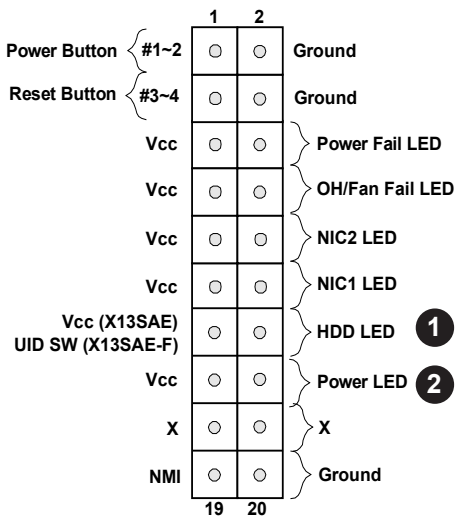 1 2
Power Button #1~2 Ground
Reset Button #3~4 Ground
Vcc Power Fail LED
Vcc OH/Fan Fail LED
Vcc NIC2 LED
Vcc NIC1 LED
Vcc (X13SAE)
UID SW (X13SAE-F) HDD LED 1
Vcc Power LED 2
X X
NMI Ground
19 20